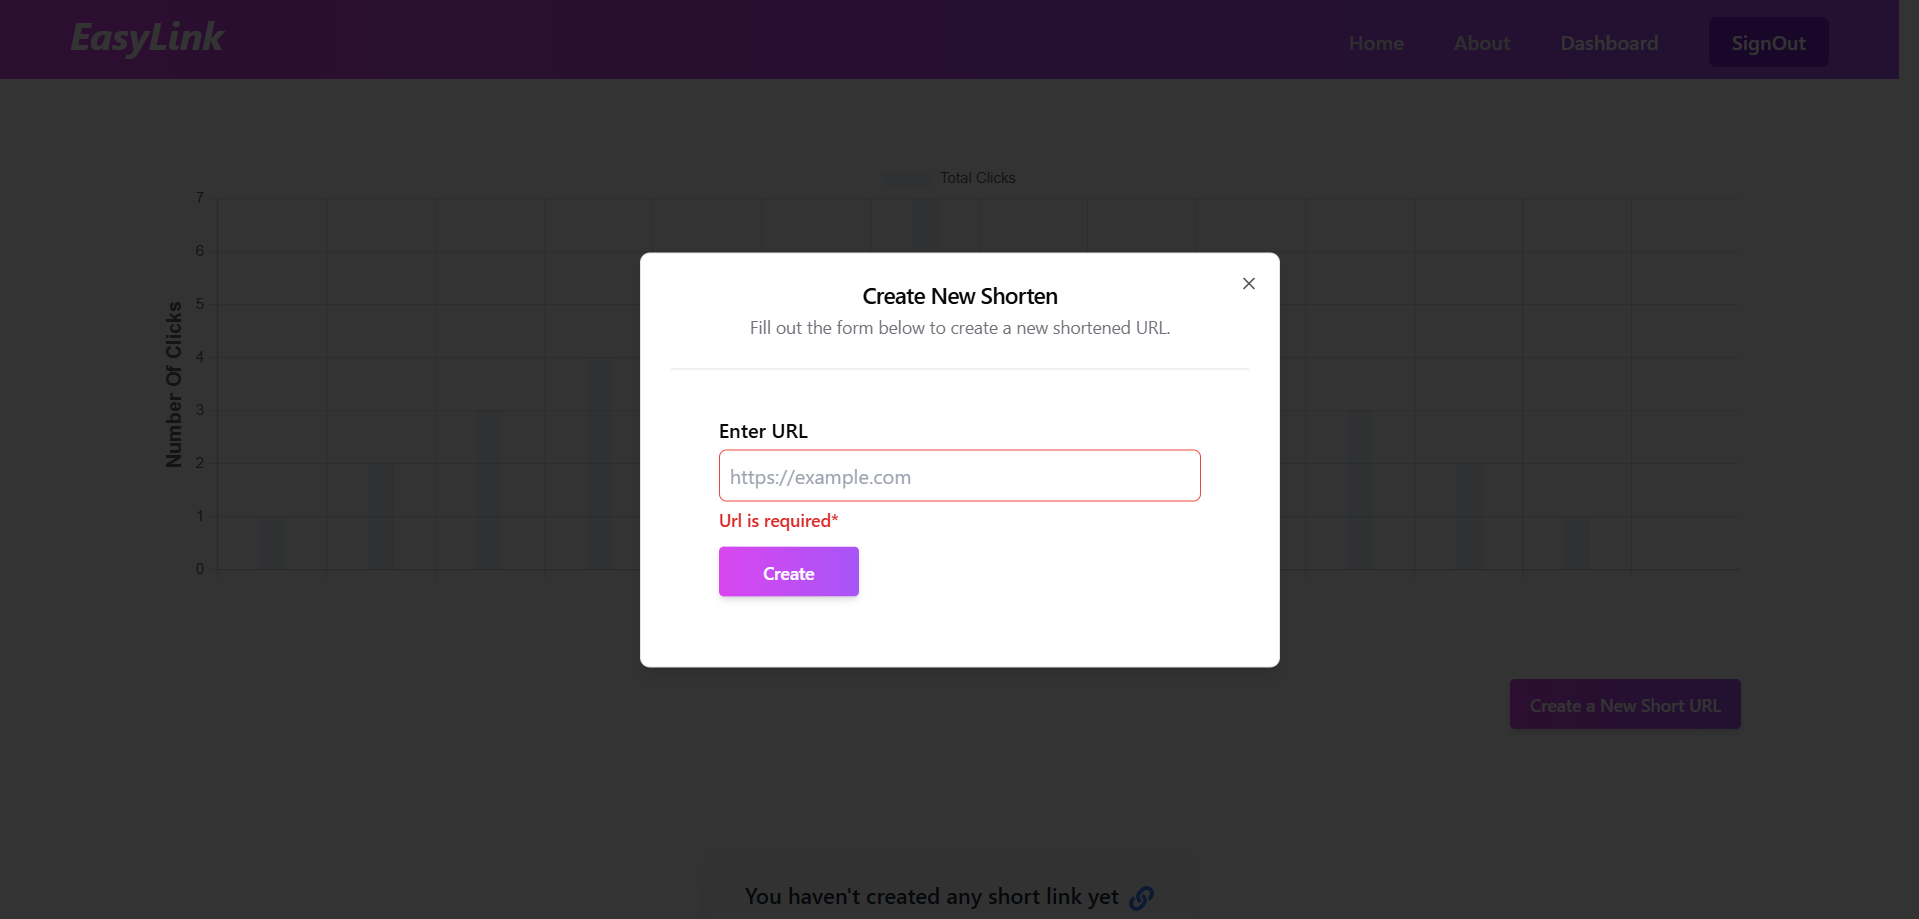 EasyLink
Home
About
Dashboard
SignOut
Total Clicks
7
6
5
4
3
2
1
0
Number Of Clicks
Create New Shorten
Fill out the form below to create a new shortened URL.
Enter URL
https://example.com
Url is required*
Create
Create a New Short URL
You haven't created any short link yet